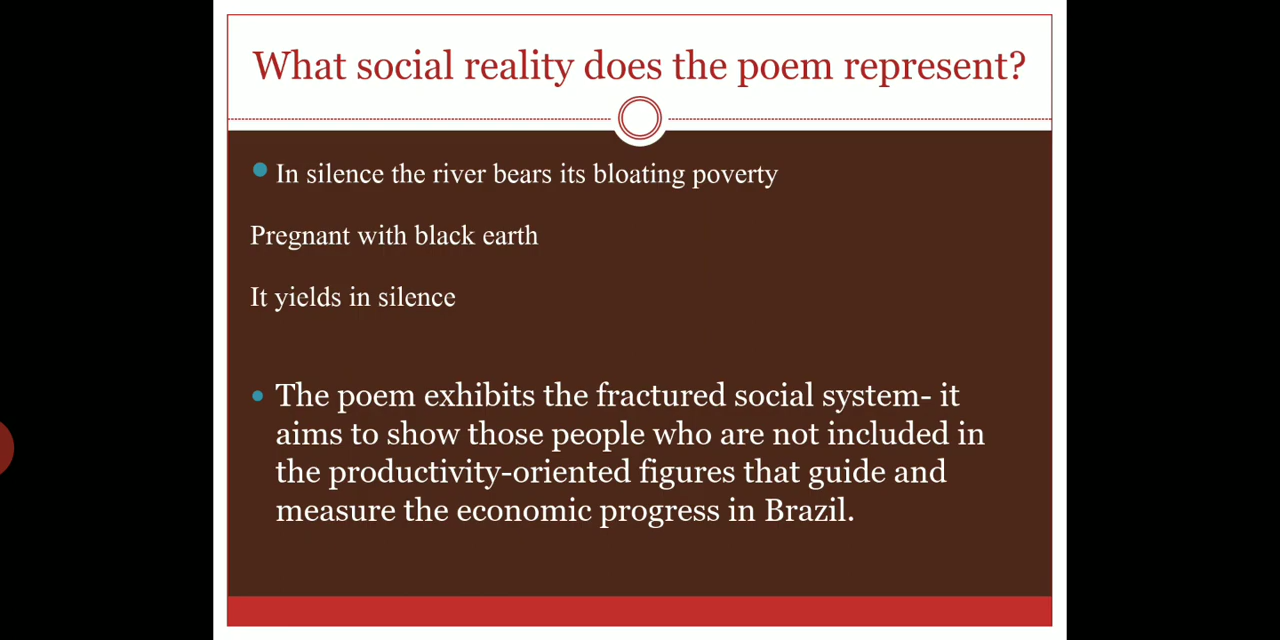 What social reality does the poem represent?
In silence the river bears its bloating poverty
Pregnant with black earth
It yields in silence
The poem exhibits the fractured social system- it
aims to show those people who are not included in
the productivity-oriented figures that guide and
measure the economic progress in Brazil.